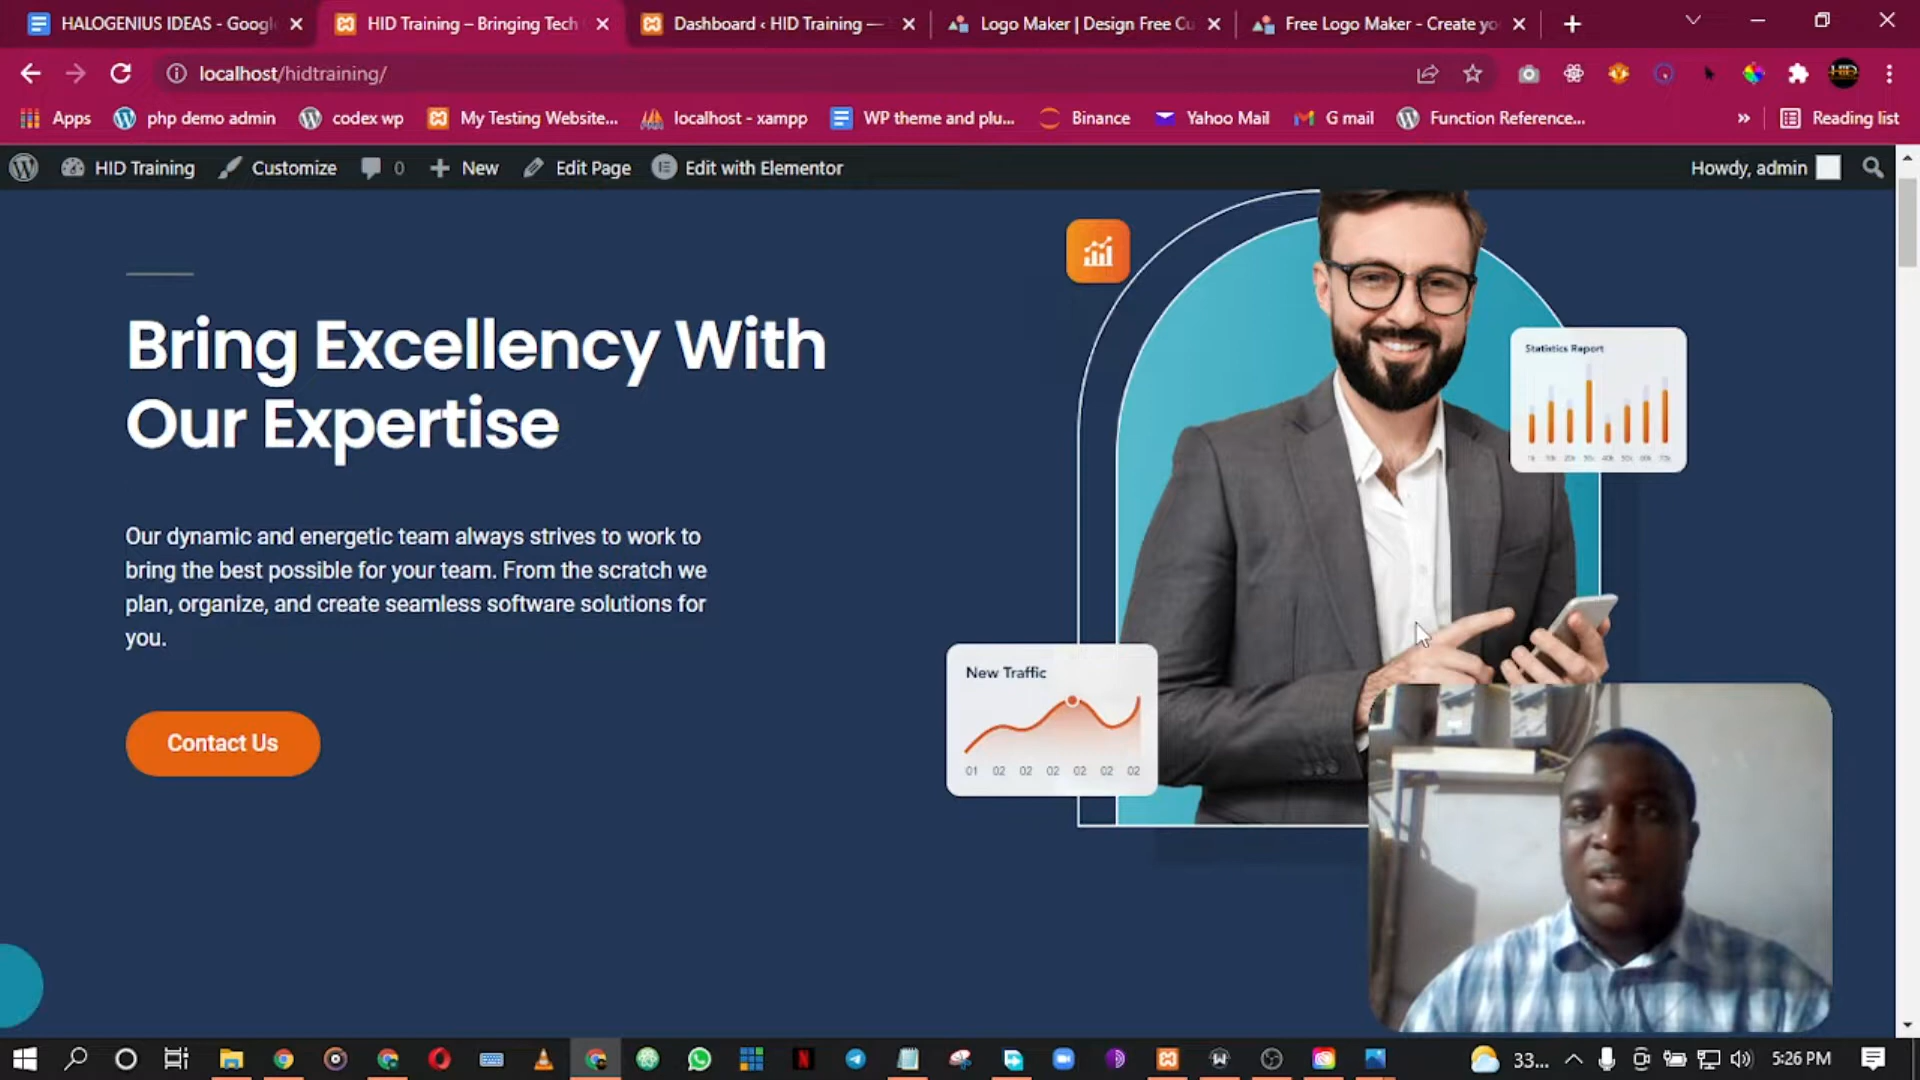 HALOGENIUS IDEAS - Googl
HID Training – Bringing Tech
Dashboard ‹ HID Training —
Logo Maker | Design Free Cu
Free Logo Maker - Create yo
localhost/hidtraining/
Apps
php demo admin
codex wp
My Testing Website...
localhost - xampp
WP theme and plu...
Binance
Yahoo Mail
G mail
Function Reference...
»
Reading list
HID Training
Customize
0
New
Edit Page
Edit with Elementor
Howdy, admin
Bring Excellency With
Our Expertise
Our dynamic and energetic team always strives to work to
bring the best possible for your team. From the scratch we
plan, organize, and create seamless software solutions for
you.
Contact Us
Statistics Report
New Traffic
01 02 02 02 02 02 02
33...
5:26 PM